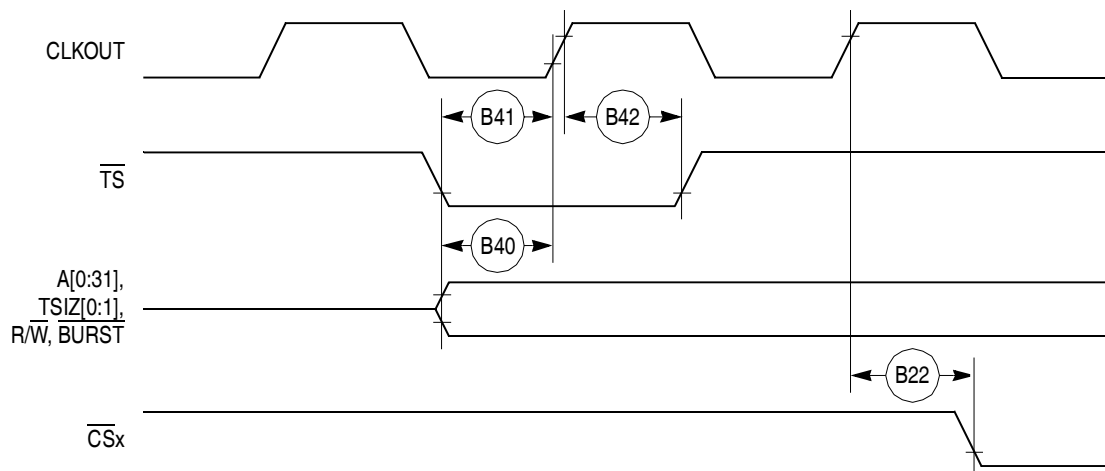 CLKOUT
B41
B42
TS
B40
A[0:31],
TSIZ[0:1],
R/W, BURST
B22
CSx